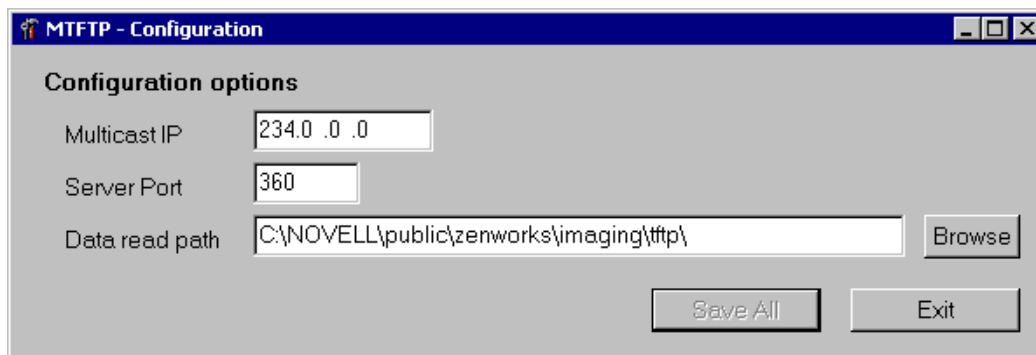 MTFTP - Configuration
Configuration options
Multicast IP 234.0 .0 .0
Server Port 360
Data read path C:\NOVELL\public\zenworks\imaging\tftp\ Browse
Save All Exit